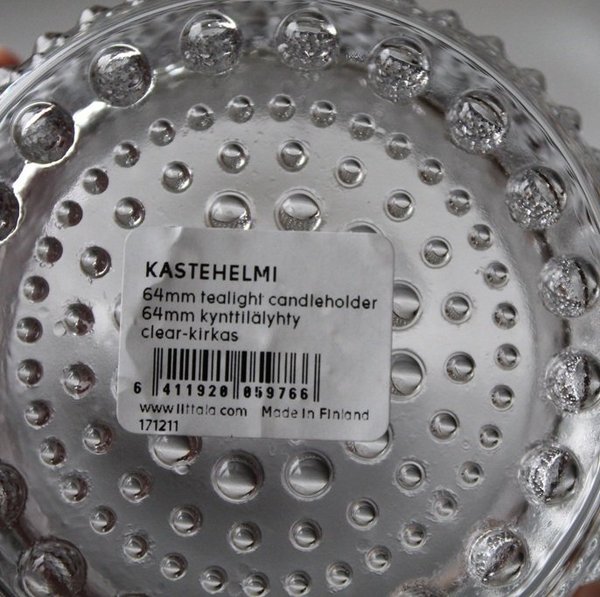 KASTEHELMI
64mm tealight candleholder
64mm kynttilälyhty
clear-kirkas
6 411920 059766
www.iittala.com Made in Finland
171211